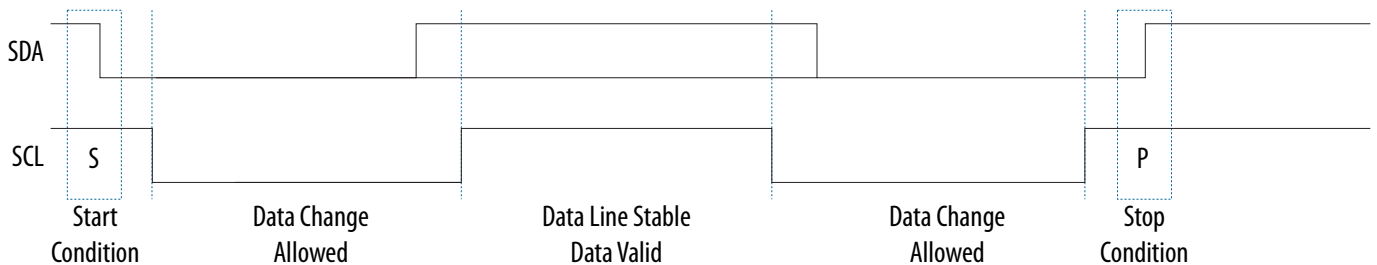 SDA
SCL
S
P
Start
Condition
Data Change
Allowed
Data Line Stable
Data Valid
Data Change
Allowed
Stop
Condition